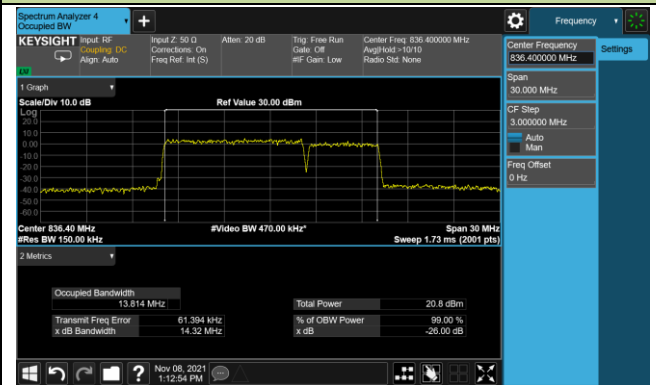 Spectrum Analyzer 4
Occupied BW
Frequency
KEYSIGHT
Input: RF
Coupling: DC
Align: Auto
Input Z: 50 Ω
Corrections: On
Freq Ref: Int (S)
Atten: 20 dB
Trig: Free Run
Gate: Off
#IF Gain: Low
Center Freq: 836.400000 MHz
Avg|Hold:>10/10
Radio Std: None
Center Frequency
836.400000 MHz
Settings
Span
30.000 MHz
CF Step
3.000000 MHz
Auto
Man
Freq Offset
0 Hz
1 Graph
Scale/Div 10.0 dB
Ref Value 30.00 dBm
Log
20.0
10.0
0.00
-10.0
-20.0
-30.0
-40.0
-50.0
-60.0
Center 836.40 MHz
#Video BW 470.00 kHz*
Span 30 MHz
#Res BW 150.00 kHz
Sweep 1.73 ms (2001 pts)
2 Metrics
Occupied Bandwidth
13.814 MHz
Total Power 20.8 dBm
Transmit Freq Error 61.394 kHz
% of OBW Power 99.00 %
x dB Bandwidth 14.32 MHz
x dB -26.00 dB
Nov 08, 2021
1:12:54 PM